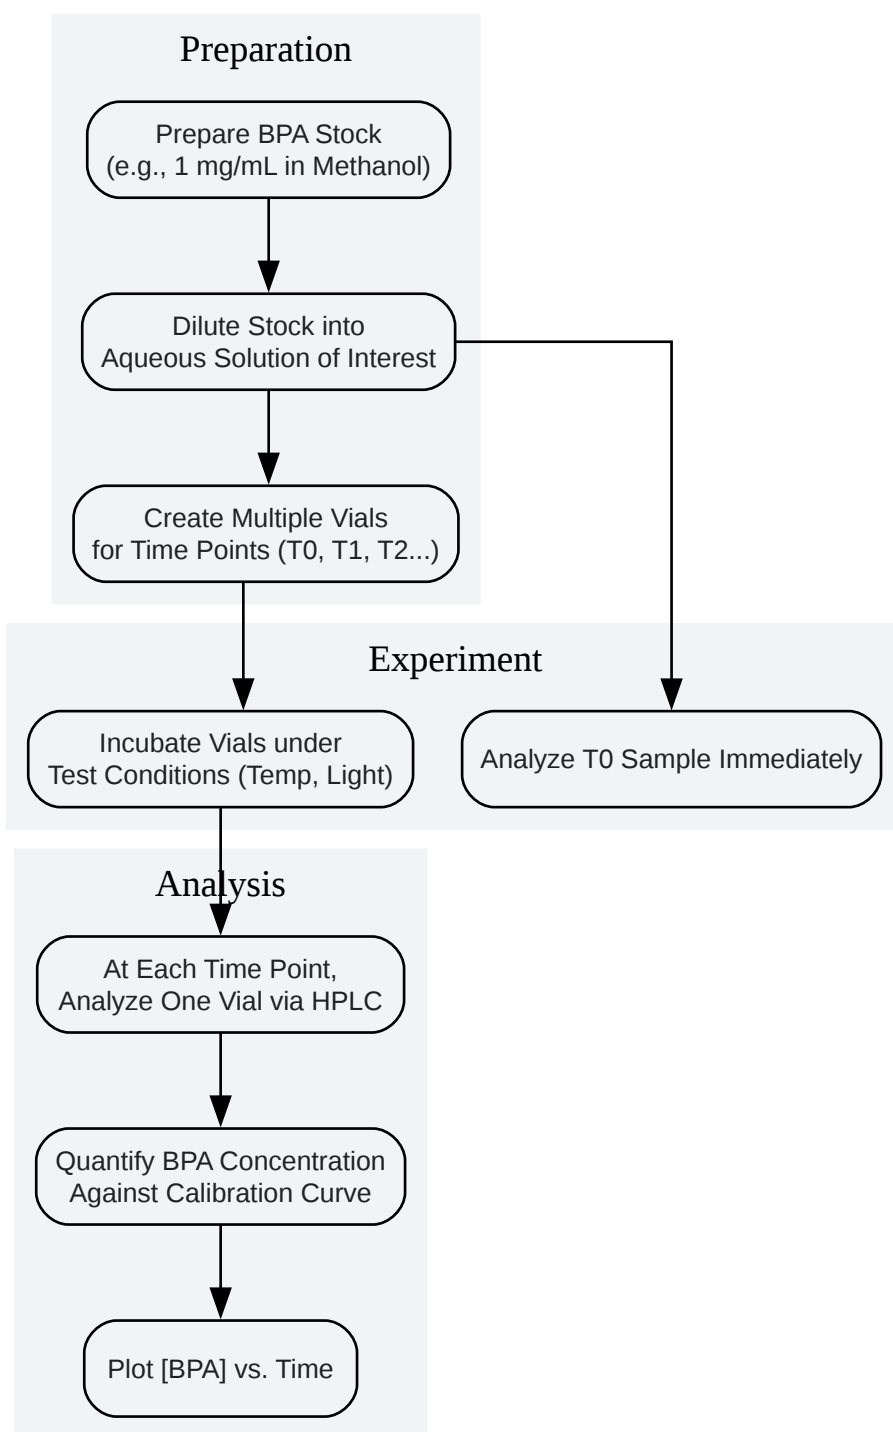 Preparation
Prepare BPA Stock
(e.g., 1 mg/mL in Methanol)
Dilute Stock into
Aqueous Solution of Interest
Create Multiple Vials
for Time Points (T0, T1, T2...)
Experiment
Incubate Vials under
Test Conditions (Temp, Light)
Analyze T0 Sample Immediately
Analysis
At Each Time Point,
Analyze One Vial via HPLC
Quantify BPA Concentration
Against Calibration Curve
Plot [BPA] vs. Time